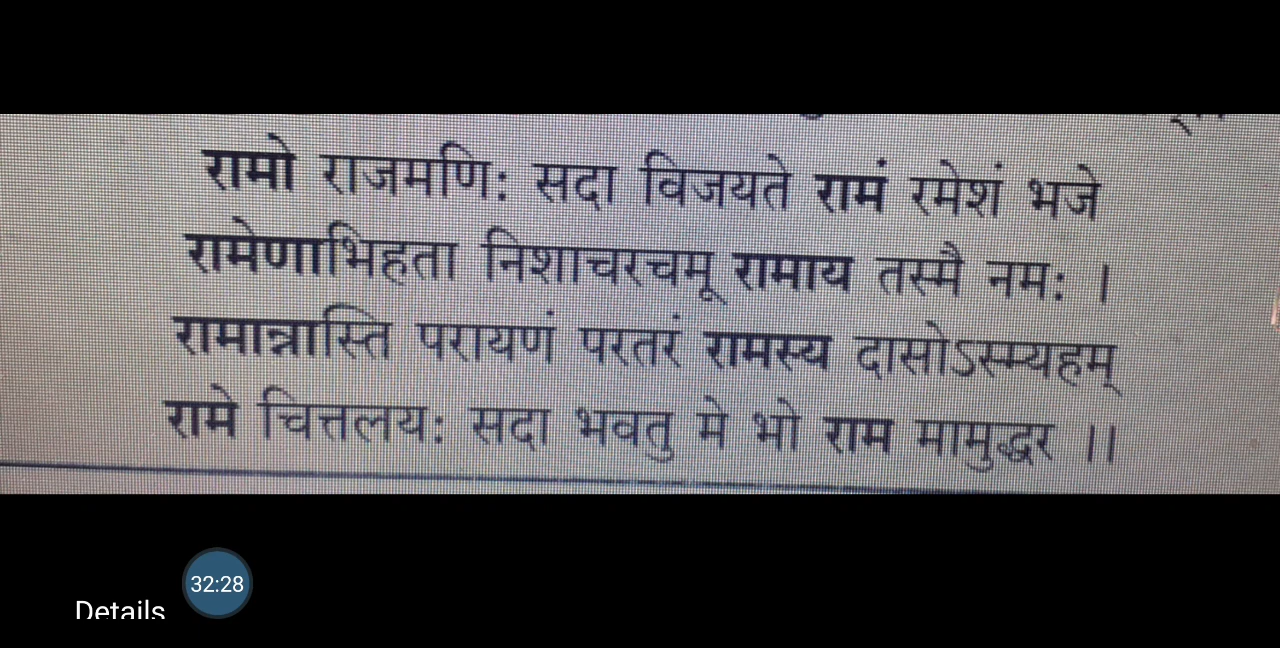 रामो राजमणिः सदा विजयते रामं रमेशं भजे
रामेणाभिहता निशाचरचमू रामाय तस्मै नमः ।
रामान्नास्ति परायणं परतरं रामस्य दासोऽस्म्यहम्
रामे चित्तलयः सदा भवतु मे भो राम मामुद्धर ।।
32:28
Details